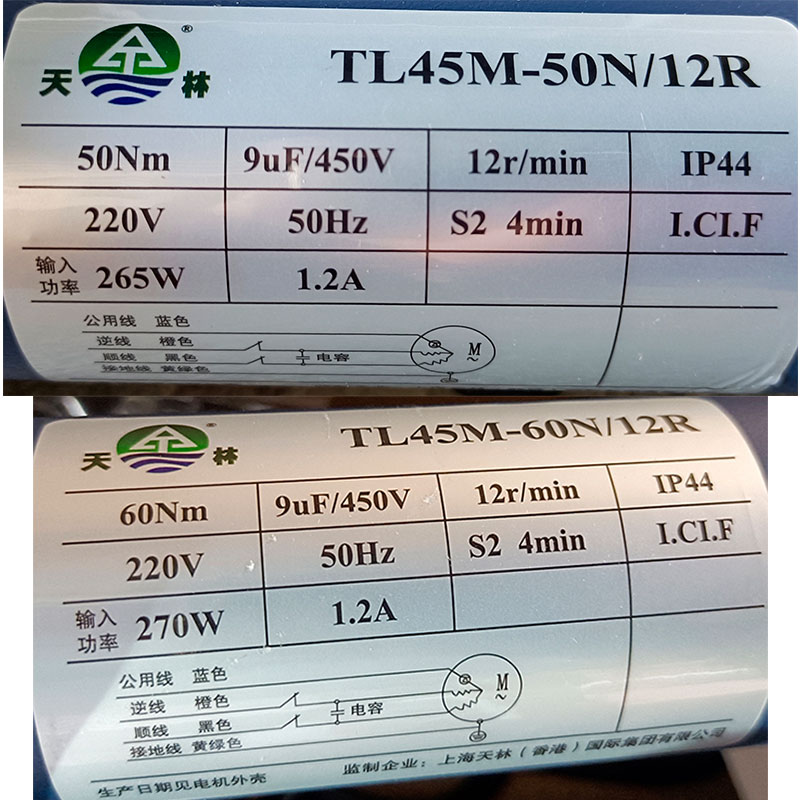 天林®
TL45M-50N/12R
50Nm 9uF/450V 12r/min IP44
220V 50Hz S2 4min I.CI.F
输入功率 265W 1.2A
公用线 蓝色
逆线 橙色
顺线 黑色
电容
接地线 黄绿色
M
~
天林®
TL45M-60N/12R
60Nm 9uF/450V 12r/min IP44
220V 50Hz S2 4min I.CI.F
输入功率 270W 1.2A
公用线 蓝色
逆线 橙色
顺线 黑色
电容
接地线 黄绿色
M
~
生产日期见电机外壳 监制企业：上海天林（香港）国际集团有限公司